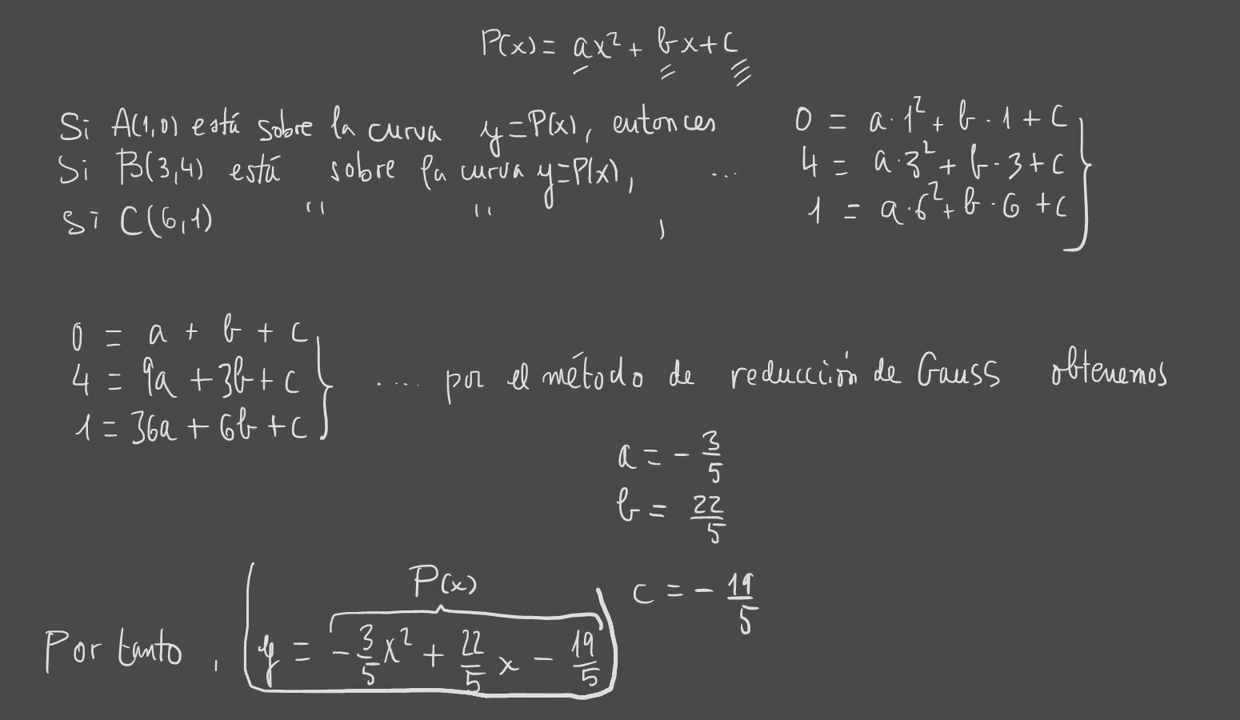 P(x) = ax² + bx + c
Si A(1,0) está sobre la curva y=P(x), entonces 0 = a·1² + b·1 + c
Si B(3,4) está sobre la curva y=P(x), ... 4 = a·3² + b·3 + c
Si C(6,1) " " , 1 = a·6² + b·6 + c
0 = a + b + c
4 = 9a + 3b + c .... por el método de reducción de Gauss obtenemos
1 = 36a + 6b + c
a = -3/5
b = 22/5
c = -19/5
P(x)
Por tanto, y = -3/5 x² + 22/5 x - 19/5